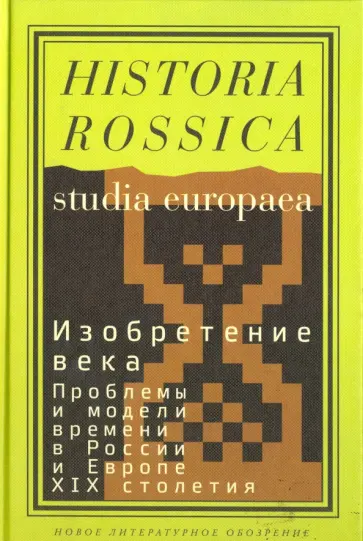 HISTORIA
ROSSICA
studia europaea
Изобретение
века
Проблемы
и модели
времени
в России
и Европе
XIX столетия
НОВОЕ ЛИТЕРАТУРНОЕ ОБОЗРЕНИЕ